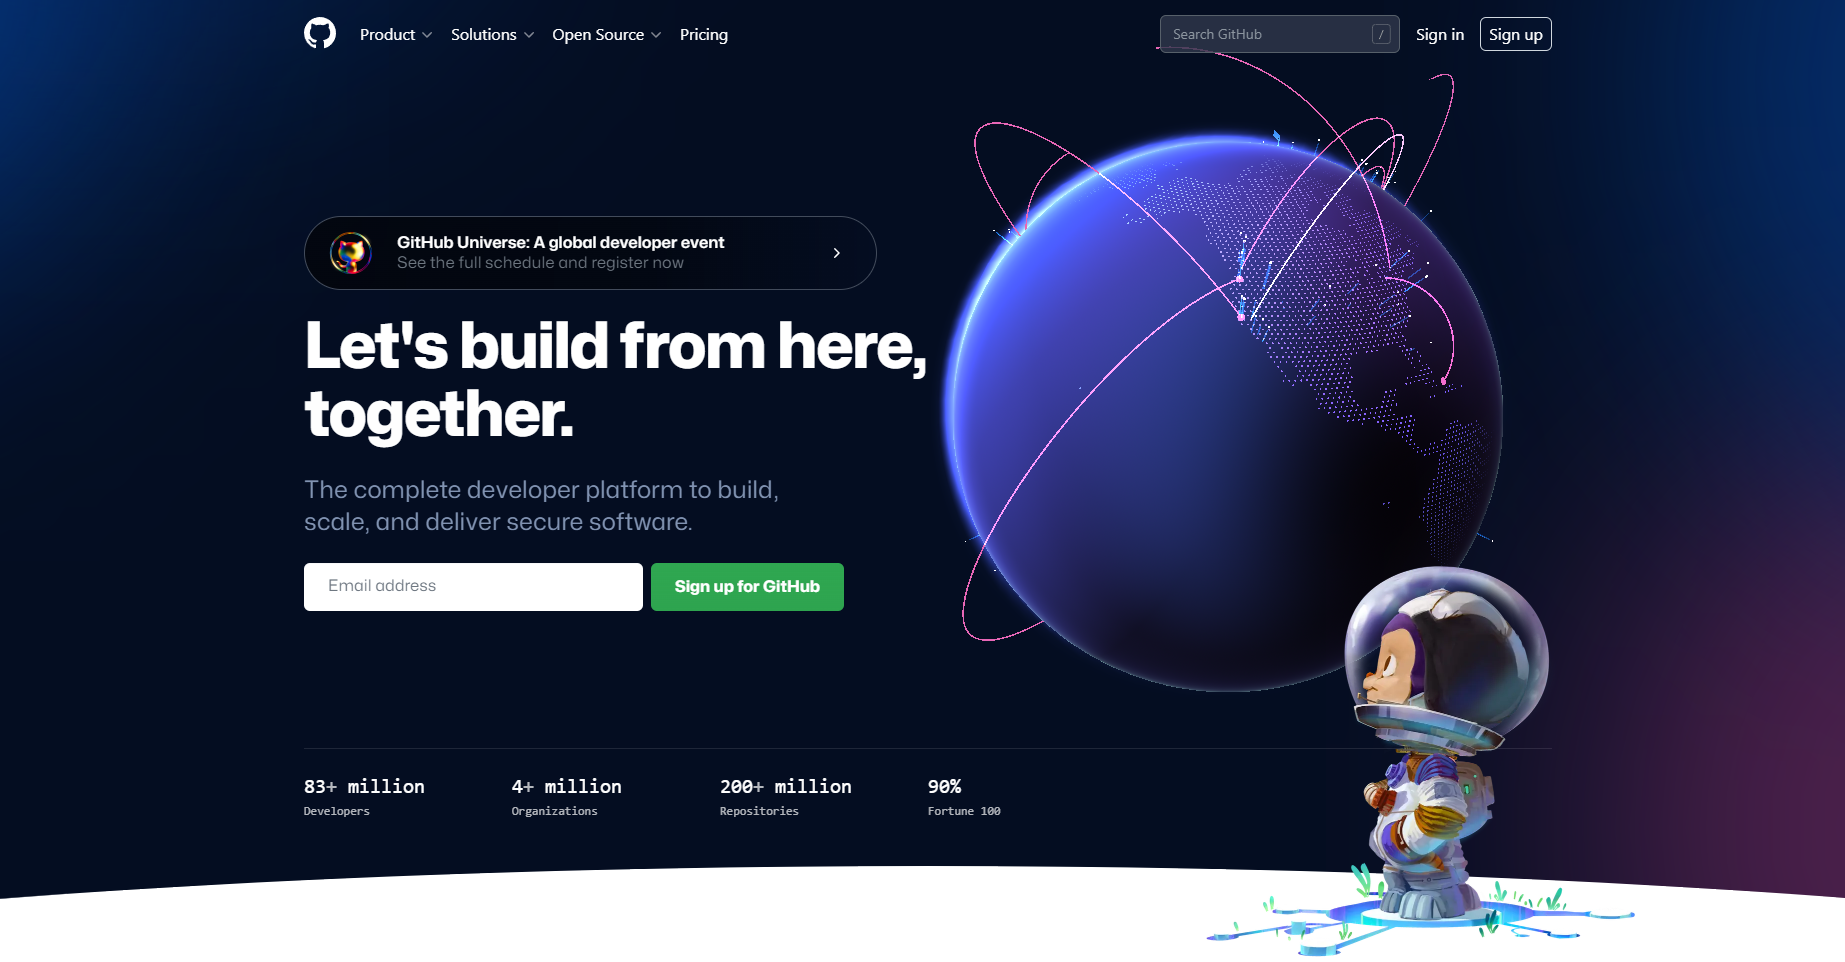 Product
Solutions
Open Source
Pricing
Search GitHub
/
Sign in
Sign up
GitHub Universe: A global developer event
See the full schedule and register now
Let's build from here,
together.
The complete developer platform to build,
scale, and deliver secure software.
Email address
Sign up for GitHub
83+ million
Developers
4+ million
Organizations
200+ million
Repositories
90%
Fortune 100